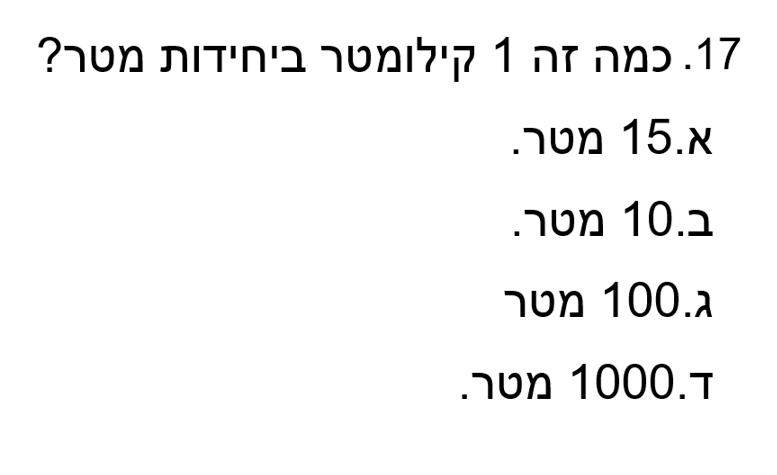 17. כמה זה 1 קילומטר ביחידות מטר?
א.15 מטר.
ב.10 מטר.
ג.100 מטר
ד.1000 מטר.